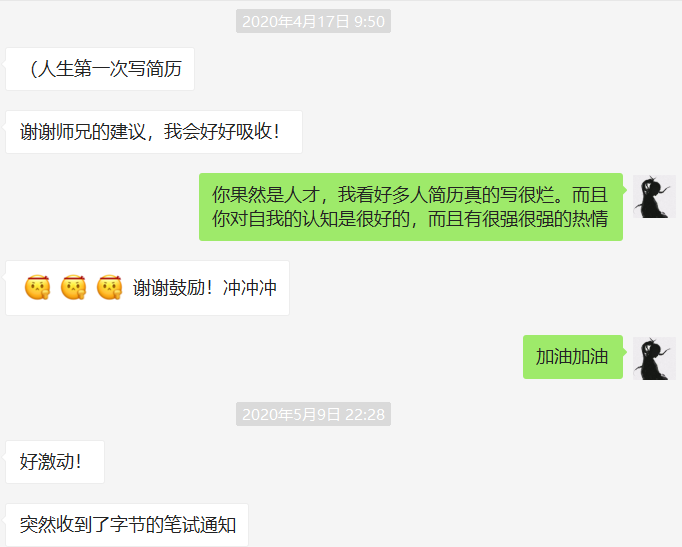 2020年4月17日 9:50
（人生第一次写简历
谢谢师兄的建议，我会好好吸收！
你果然是人才，我看好多人简历真的写很烂。而且
你对自我的认知是很好的，而且有很强很强的热情
谢谢鼓励！冲冲冲
加油加油
2020年5月9日 22:28
好激动！
突然收到了字节的笔试通知